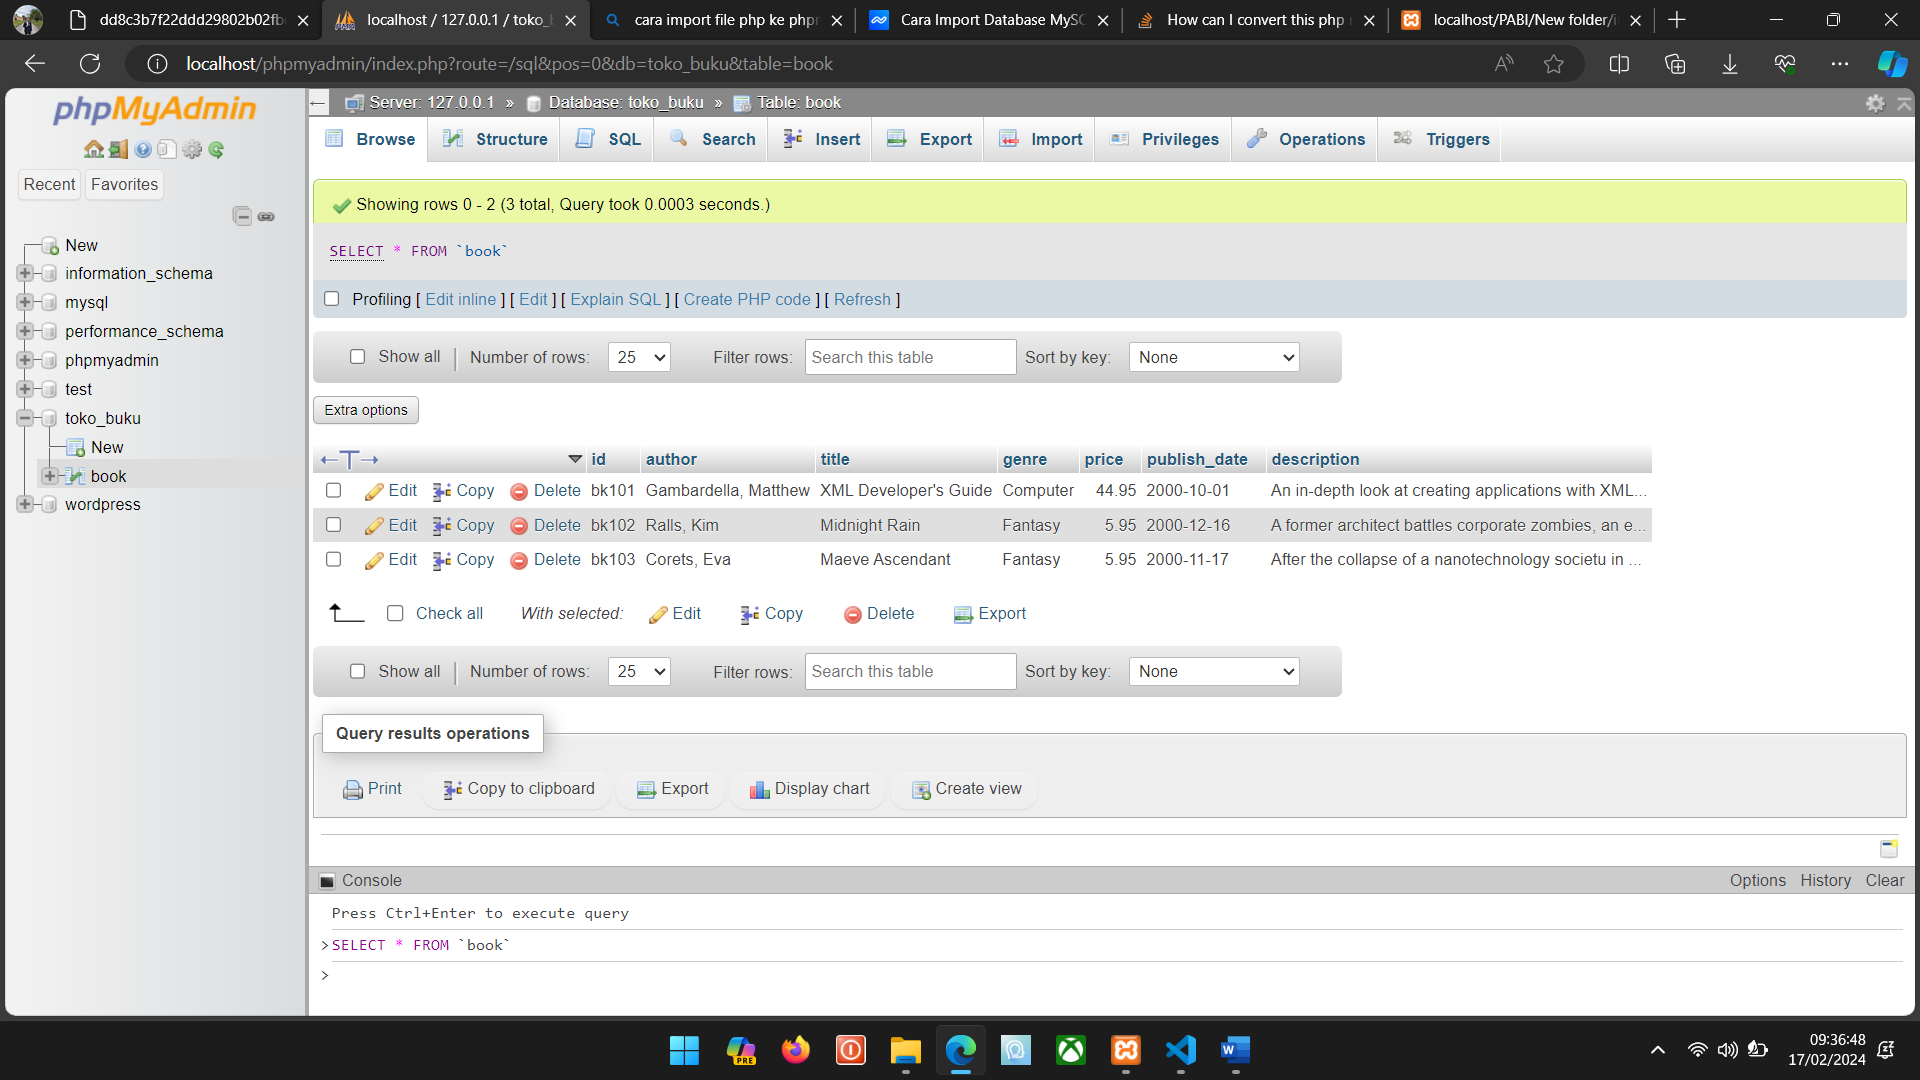 dd8c3b7f22ddd29802b02fb
localhost / 127.0.0.1 / toko_
cara import file php ke php
Cara Import Database MySQ
How can I convert this php
localhost/PABI/New folder/i
localhost/phpmyadmin/index.php?route=/sql&pos=0&db=toko_buku&table=book
phpMyAdmin
Recent
Favorites
New
information_schema
mysql
performance_schema
phpmyadmin
test
toko_buku
New
book
wordpress
Server: 127.0.0.1 » Database: toko_buku » Table: book
Browse Structure SQL Search Insert Export Import Privileges Operations Triggers
Showing rows 0 - 2 (3 total, Query took 0.0003 seconds.)
SELECT * FROM `book`
Profiling [ Edit inline ] [ Edit ] [ Explain SQL ] [ Create PHP code ] [ Refresh ]
Show all Number of rows: 25 Filter rows: Search this table Sort by key: None
Extra options
←T→ id author title genre price publish_date description
Edit Copy Delete bk101 Gambardella, Matthew XML Developer's Guide Computer 44.95 2000-10-01 An in-depth look at creating applications with XML...
Edit Copy Delete bk102 Ralls, Kim Midnight Rain Fantasy 5.95 2000-12-16 A former architect battles corporate zombies, an e...
Edit Copy Delete bk103 Corets, Eva Maeve Ascendant Fantasy 5.95 2000-11-17 After the collapse of a nanotechnology societu in ...
Check all With selected: Edit Copy Delete Export
Show all Number of rows: 25 Filter rows: Search this table Sort by key: None
Query results operations
Print Copy to clipboard Export Display chart Create view
Console Options History Clear
Press Ctrl+Enter to execute query
>SELECT * FROM `book`
>
PRE
09:36:48
17/02/2024